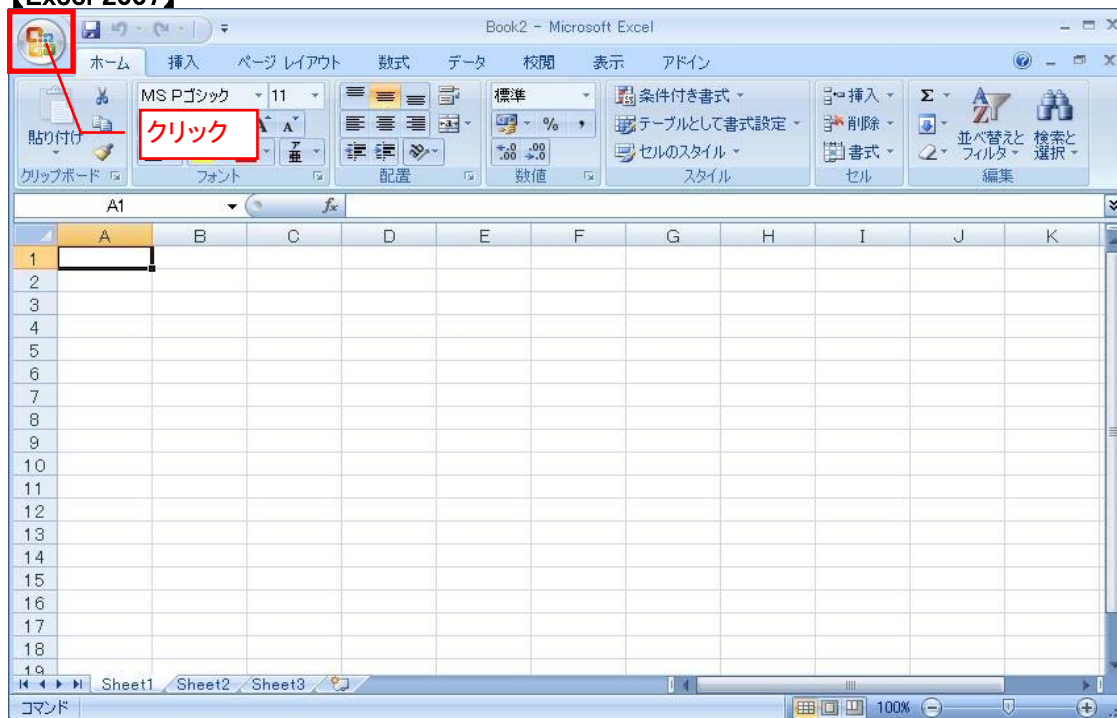 【Excel 2007】
Book2 - Microsoft Excel
ホーム 挿入 ページ レイアウト 数式 データ 校閲 表示 アドイン
MS Pゴシック 11 標準 条件付き書式 挿入 Σ
クリック
貼り付け % , テーブルとして書式設定 削除 並べ替えと フィルタ 検索と 選択
亜 .00 セルのスタイル 書式
クリップボード フォント 配置 数値 スタイル セル 編集
A1 fx
A B C D E F G H I J K
1
2
3
4
5
6
7
8
9
10
11
12
13
14
15
16
17
18
19
Sheet1 Sheet2 Sheet3
コマンド 100%